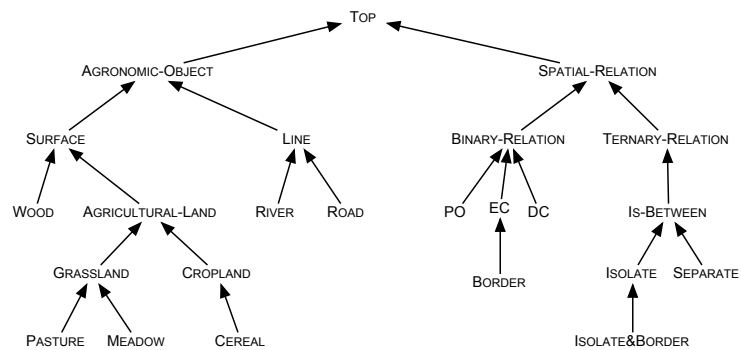 TOP
AGRONOMIC-OBJECT SPATIAL-RELATION
SURFACE LINE BINARY-RELATION TERNARY-RELATION
WOOD AGRICULTURAL-LAND RIVER ROAD PO EC DC IS-BETWEEN
GRASSLAND CROPLAND BORDER ISOLATE SEPARATE
PASTURE MEADOW CEREAL ISOLATE&BORDER